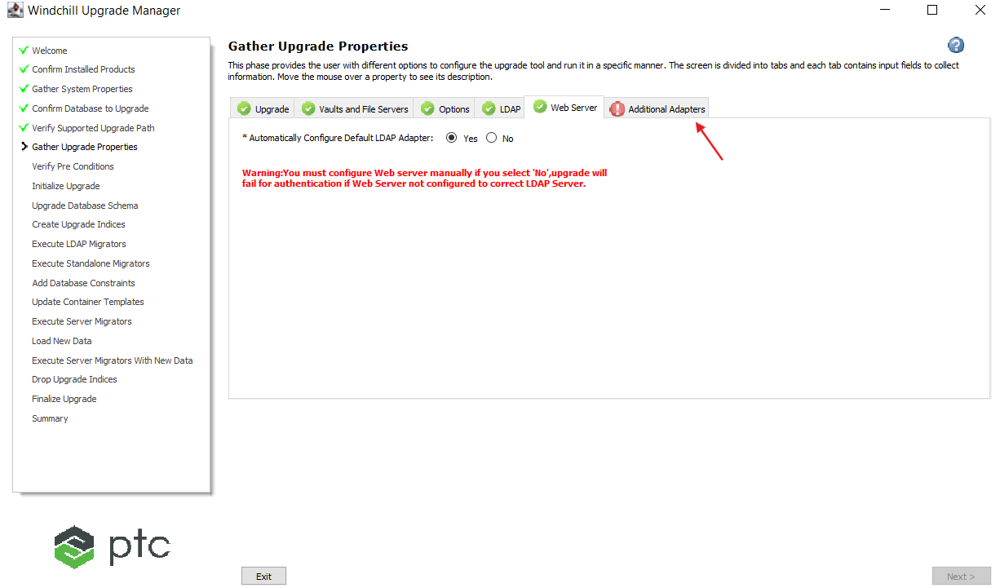 Windchill Upgrade Manager
Welcome
Confirm Installed Products
Gather System Properties
Confirm Database to Upgrade
Verify Supported Upgrade Path
Gather Upgrade Properties
Verify Pre Conditions
Initialize Upgrade
Upgrade Database Schema
Create Upgrade Indices
Execute LDAP Migrators
Execute Standalone Migrators
Add Database Constraints
Update Container Templates
Execute Server Migrators
Load New Data
Execute Server Migrators With New Data
Drop Upgrade Indices
Finalize Upgrade
Summary
ptc
Gather Upgrade Properties
This phase provides the user with different options to configure the upgrade tool and run it in a specific manner. The screen is divided into tabs and each tab contains input fields to collect
information. Move the mouse over a property to see its description.
Upgrade Vaults and File Servers Options LDAP Web Server Additional Adapters
* Automatically Configure Default LDAP Adapter: Yes No
Warning:You must configure Web server manually if you select 'No',upgrade will
fail for authentication if Web Server not configured to correct LDAP Server.
Exit Next >